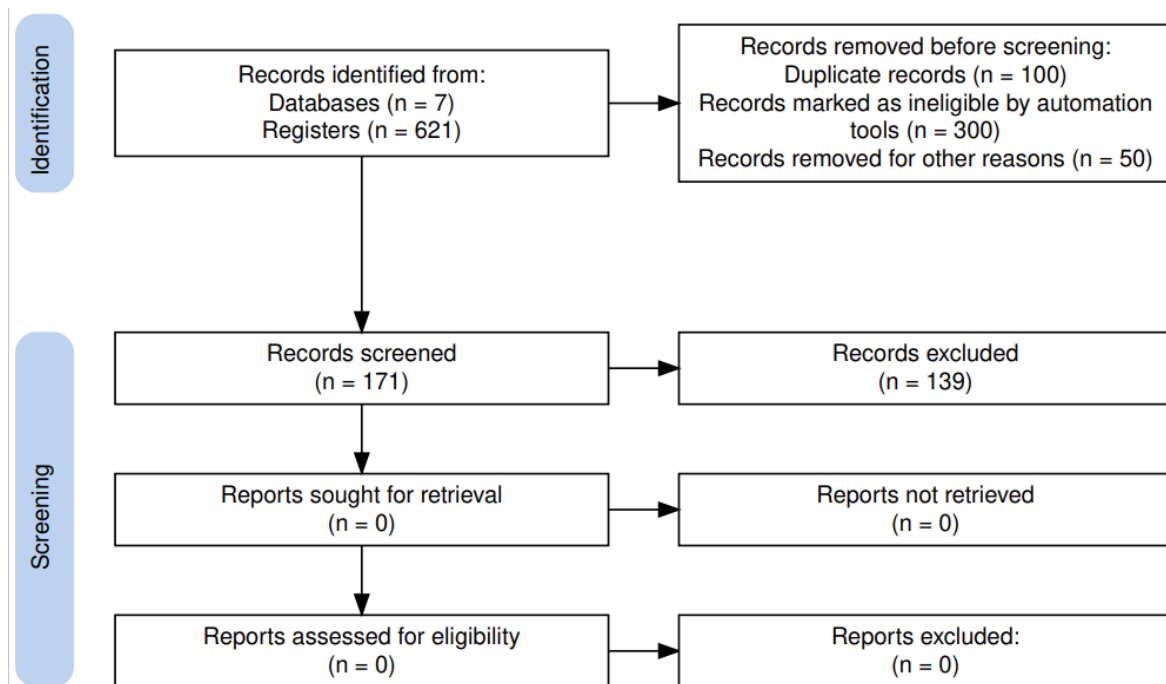 Identification
Records identified from:
Databases (n = 7)
Registers (n = 621)
Records removed before screening:
Duplicate records (n = 100)
Records marked as ineligible by automation
tools (n = 300)
Records removed for other reasons (n = 50)
Screening
Records screened
(n = 171)
Records excluded
(n = 139)
Reports sought for retrieval
(n = 0)
Reports not retrieved
(n = 0)
Reports assessed for eligibility
(n = 0)
Reports excluded:
(n = 0)